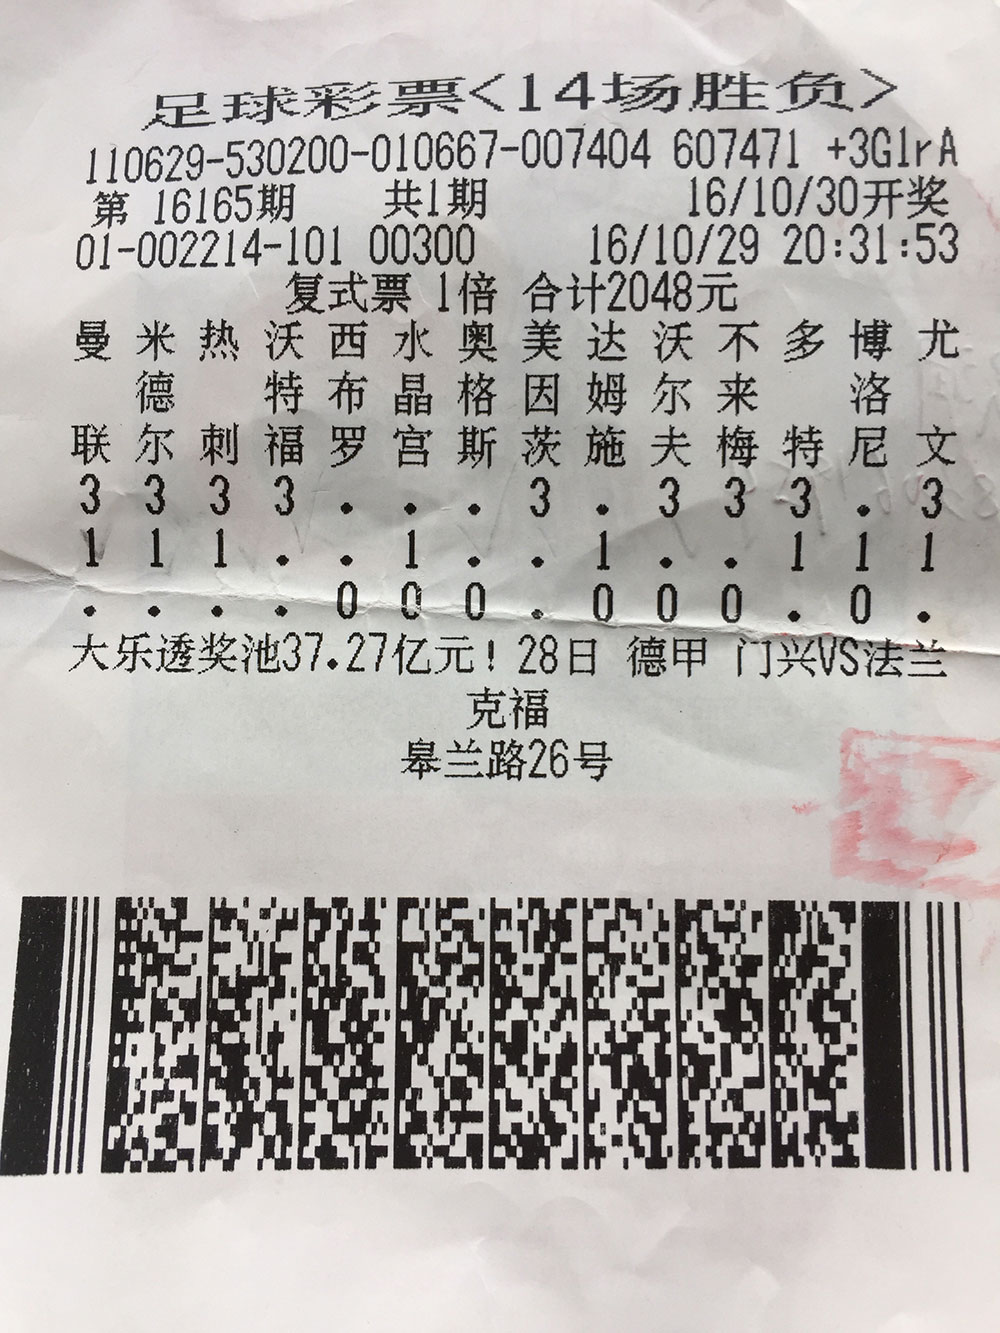 足球彩票<14场胜负>
110629-530200-010667-007404 607471 +3GlrA
第 16165期 共1期 16/10/30开奖
01-002214-101 00300 16/10/29 20:31:53
复式票 1倍 合计2048元
曼 米 热 沃 西 水 奥 美 达 沃 不 多 博 尤
德 特 布 晶 格 因 姆 尔 来 洛
联 尔 刺 福 罗 宫 斯 茨 施 夫 梅 特 尼 文
3 3 3 3 . . . 3 . 3 3 3 . 3
1 1 1 . . 1 . . 1 . . 1 1 1
. . . . 0 0 0 . 0 0 0 . 0 .
大乐透奖池37.27亿元! 28日 德甲 门兴VS法兰
克福
皋兰路26号